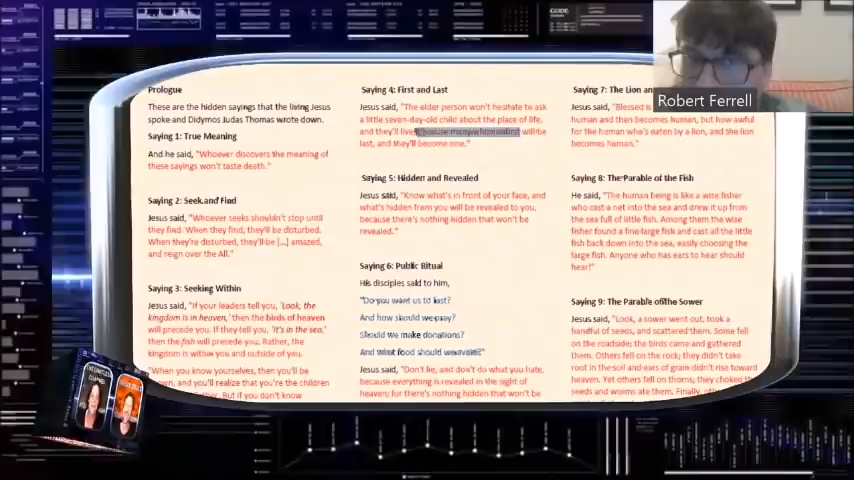 Prologue
These are the hidden sayings that the living Jesus
spoke and Didymos Judas Thomas wrote down.
Saying 1: True Meaning
And he said, "Whoever discovers the meaning of
these sayings won't taste death."
Saying 2: Seek and Find
Jesus said, "Whoever seeks shouldn't stop until
they find. When they find, they'll be disturbed.
When they're disturbed, they'll be [...] amazed,
and reign over the All."
Saying 3: Seeking Within
Jesus said, "If your leaders tell you, 'Look, the
kingdom is in heaven,' then the birds of heaven
will precede you. If they tell you, 'It's in the sea,'
then the fish will precede you. Rather, the
kingdom is within you and outside of you.
"When you know yourselves, then you'll be
and you'll realize that you're the children
But if you don't know
Saying 4: First and Last
Jesus said, "The elder person won't hesitate to ask
a little seven-day-old child about the place of life,
and they'll live, because many who are first will be
last, and they'll become one."
Saying 5: Hidden and Revealed
Jesus said, "Know what's in front of your face, and
what's hidden from you will be revealed to you,
because there's nothing hidden that won't be
revealed."
Saying 6: Public Ritual
His disciples said to him,
"Do you want us to fast?
And how should we pray?
Should we make donations?
And what food should we avoid?"
Jesus said, "Don't lie, and don't do what you hate,
because everything is revealed in the sight of
heaven; for there's nothing hidden that won't be
Saying 7: The Lion an
Jesus said, "Blessed is
human and then becomes human, but how awful
for the human who's eaten by a lion, and the lion
becomes human."
Saying 8: The Parable of the Fish
He said, "The human being is like a wise fisher
who cast a net into the sea and drew it up from
the sea full of little fish. Among them the wise
fisher found a fine large fish and cast all the little
fish back down into the sea, easily choosing the
large fish. Anyone who has ears to hear should
hear!"
Saying 9: The Parable of the Sower
Jesus said, "Look, a sower went out, took a
handful of seeds, and scattered them. Some fell
on the roadside; the birds came and gathered
them. Others fell on the rock; they didn't take
root in the soil and ears of grain didn't rise toward
heaven. Yet others fell on thorns; they choked the
seeds and worms ate them. Finally,
Robert Ferrell